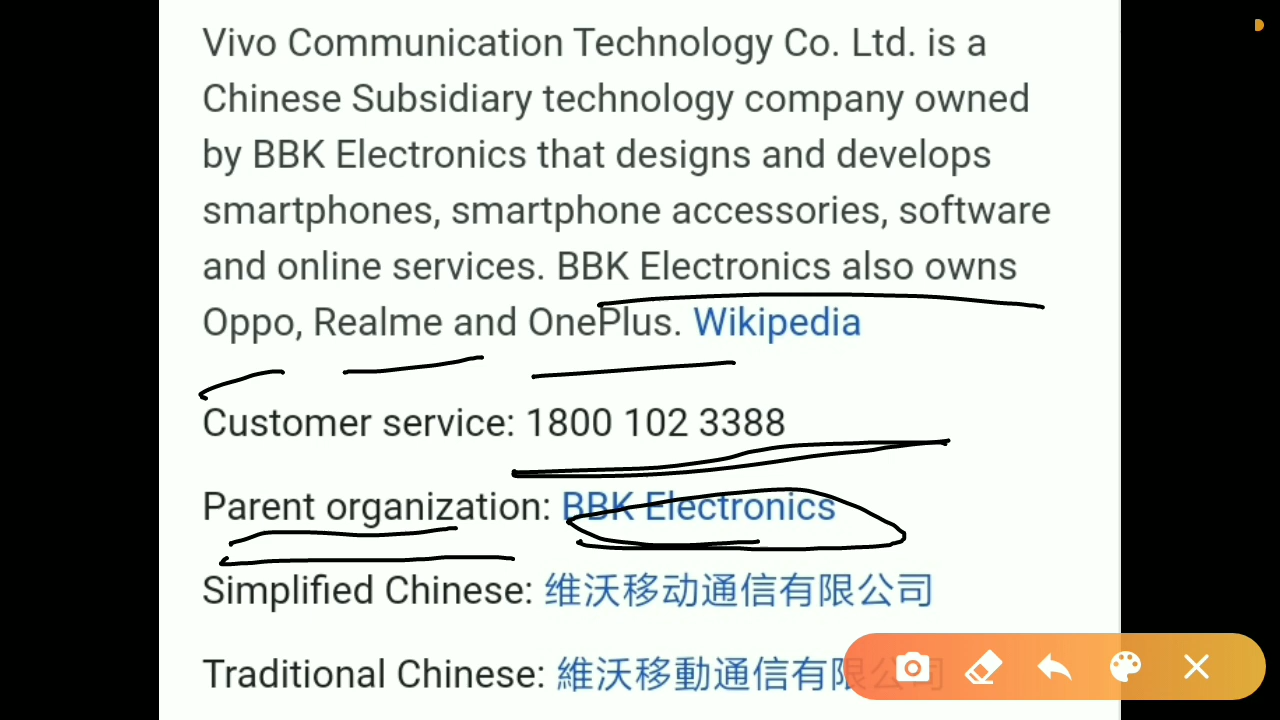 Vivo Communication Technology Co. Ltd. is a
Chinese Subsidiary technology company owned
by BBK Electronics that designs and develops
smartphones, smartphone accessories, software
and online services. BBK Electronics also owns
Oppo, Realme and OnePlus. Wikipedia
Customer service: 1800 102 3388
Parent organization: BBK Electronics
Simplified Chinese: 维沃移动通信有限公司
Traditional Chinese: 維沃移動通信有限公司